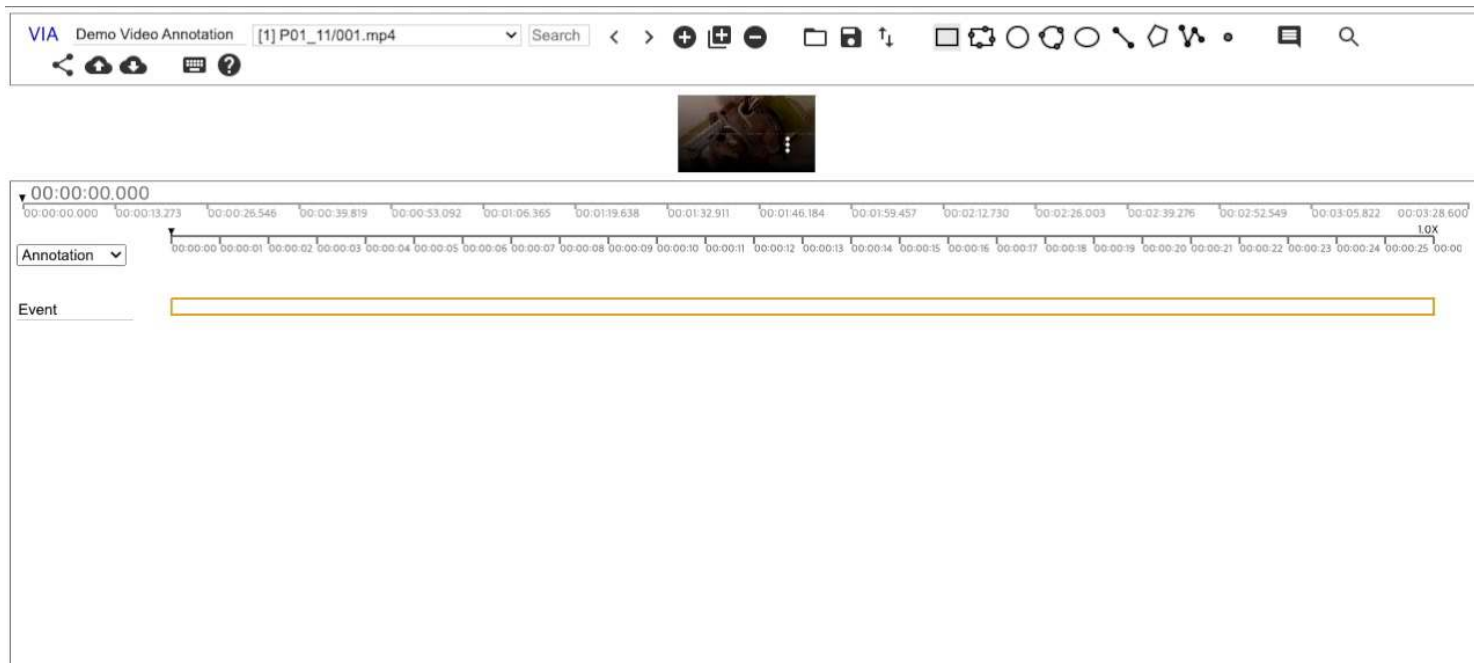 VIA Demo Video Annotation [1] P01_11/001.mp4 Search
00:00:00.000
00:00:00.000 00:00:13.273 00:00:26.546 00:00:39.819 00:00:53.092 00:01:06.365 00:01:19.638 00:01:32.911 00:01:46.184 00:01:59.457 00:02:12.730 00:02:26.003 00:02:39.276 00:02:52.549 00:03:05.822 00:03:28.600
1.0X
Annotation 00:00:00 00:00:01 00:00:02 00:00:03 00:00:04 00:00:05 00:00:06 00:00:07 00:00:08 00:00:09 00:00:10 00:00:11 00:00:12 00:00:13 00:00:14 00:00:15 00:00:16 00:00:17 00:00:18 00:00:19 00:00:20 00:00:21 00:00:22 00:00:23 00:00:24 00:00:25 00:00
Event